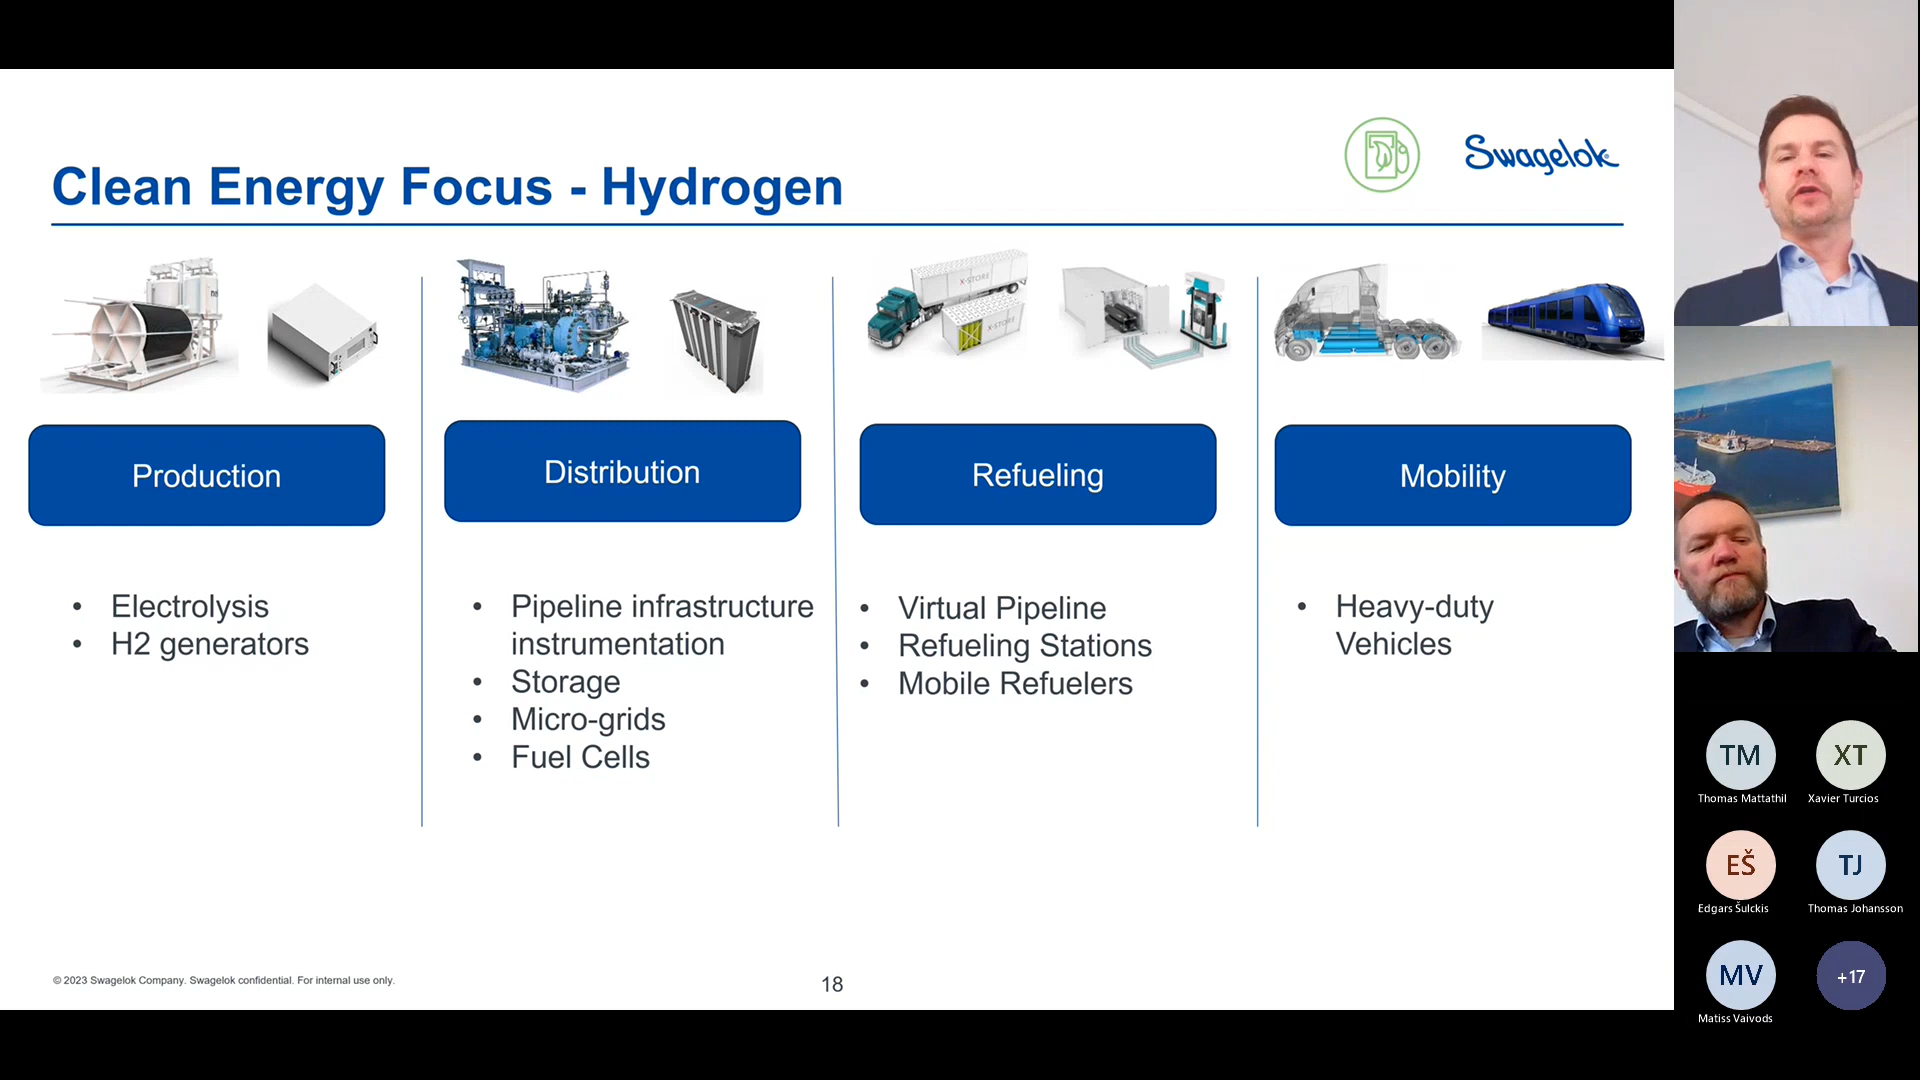 Swagelok
Clean Energy Focus - Hydrogen
X-STORE
X-STORE
Production
Distribution
Refueling
Mobility
• Electrolysis
• H2 generators
• Pipeline infrastructure
instrumentation
• Storage
• Micro-grids
• Fuel Cells
• Virtual Pipeline
• Refueling Stations
• Mobile Refuelers
• Heavy-duty
Vehicles
© 2023 Swagelok Company. Swagelok confidential. For internal use only.
18
TM
Thomas Mattathil
XT
Xavier Turcios
EŠ
Edgars Šulckis
TJ
Thomas Johansson
MV
Matiss Vaivods
+17